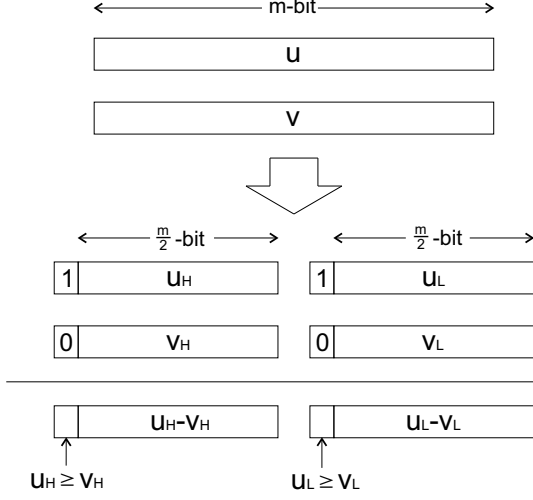 m-bit
u
v
m/2-bit m/2-bit
1 uH 1 uL
0 vH 0 vL
uH-vH uL-vL
uH ≥ vH uL ≥ vL